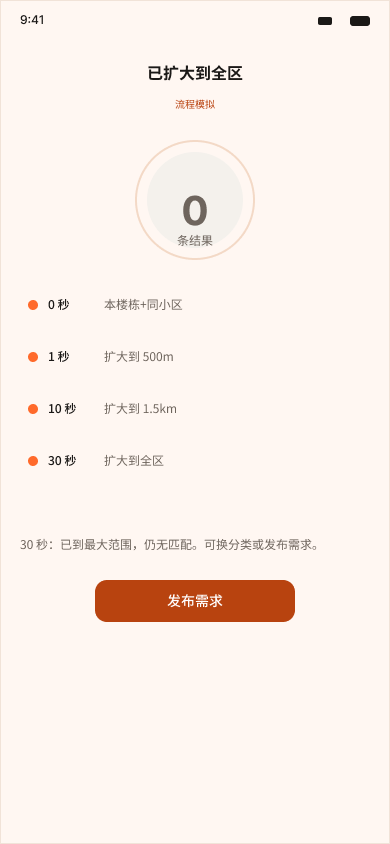 9:41
已扩大到全区
流程模拟
0
条结果
0 秒 本楼栋+同小区
1 秒 扩大到 500m
10 秒 扩大到 1.5km
30 秒 扩大到全区
30 秒：已到最大范围，仍无匹配。可换分类或发布需求。
发布需求